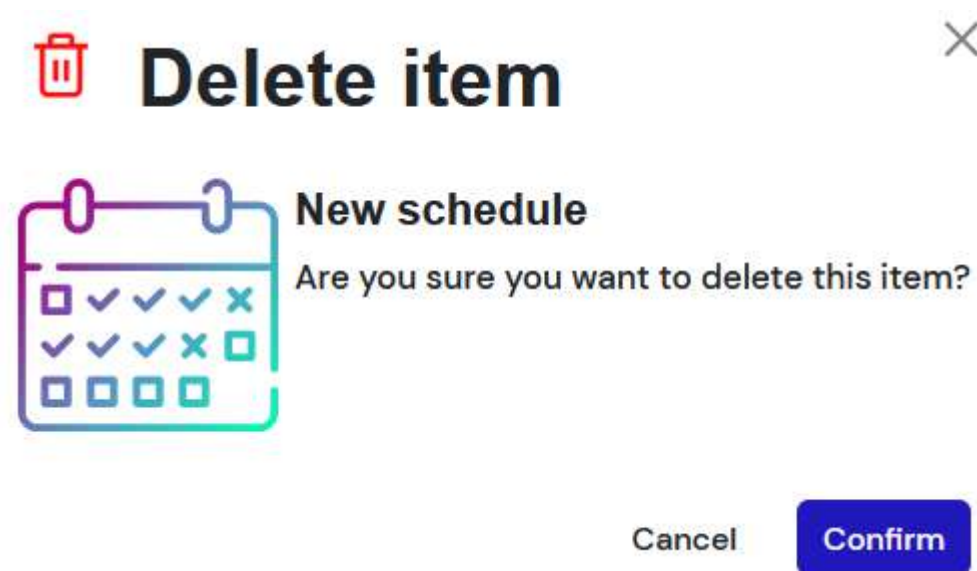 Delete item
New schedule
Are you sure you want to delete this item?
Cancel Confirm